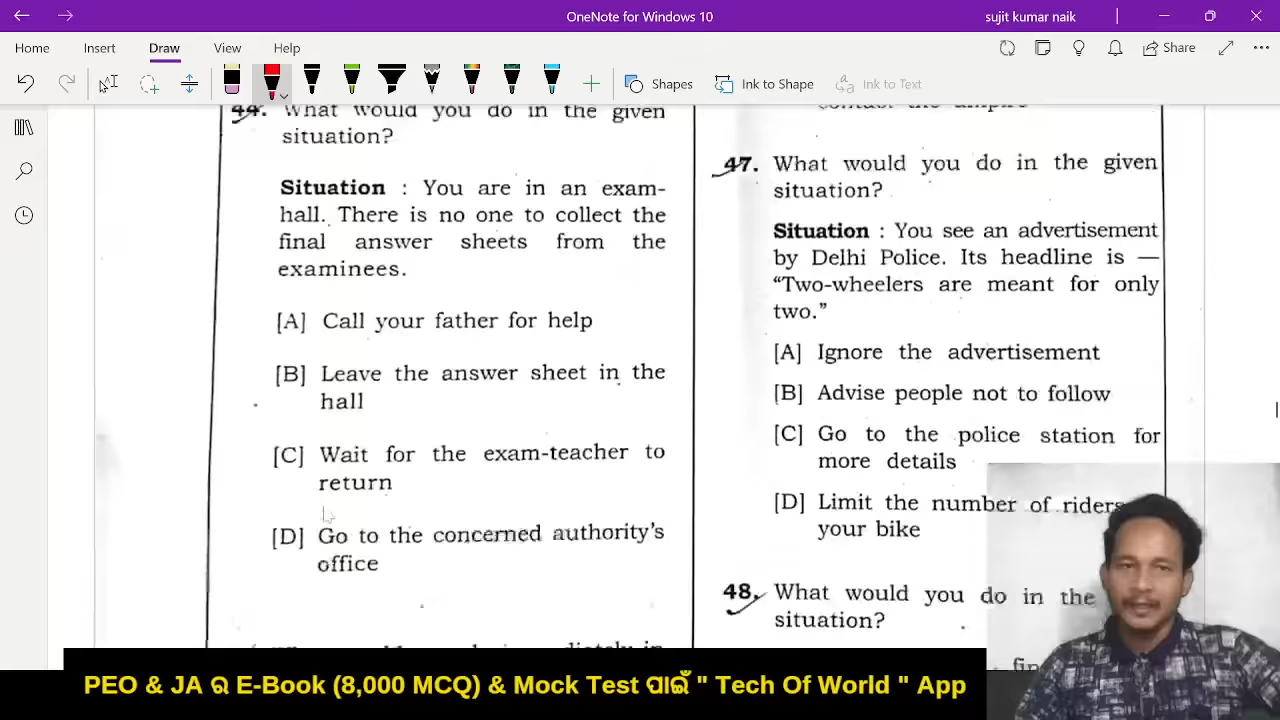 OneNote for Windows 10
sujit kumar naik
Home Insert Draw View Help
Share
Shapes
Ink to Shape
Ink to Text
44. What would you do in the given
situation?
Situation : You are in an exam-
hall. There is no one to collect the
final answer sheets from the
examinees.
[A] Call your father for help
[B] Leave the answer sheet in the
hall
[C] Wait for the exam-teacher to
return
[D] Go to the concerned authority's
office
47. What would you do in the given
situation?
Situation : You see an advertisement
by Delhi Police. Its headline is —
“Two-wheelers are meant for only
two.”
[A] Ignore the advertisement
[B] Advise people not to follow
[C] Go to the police station for
more details
[D] Limit the number of riders
your bike
48. What would you do in the
situation?
PEO & JA ର E-Book (8,000 MCQ) & Mock Test ପାଇଁ " Tech Of World " App